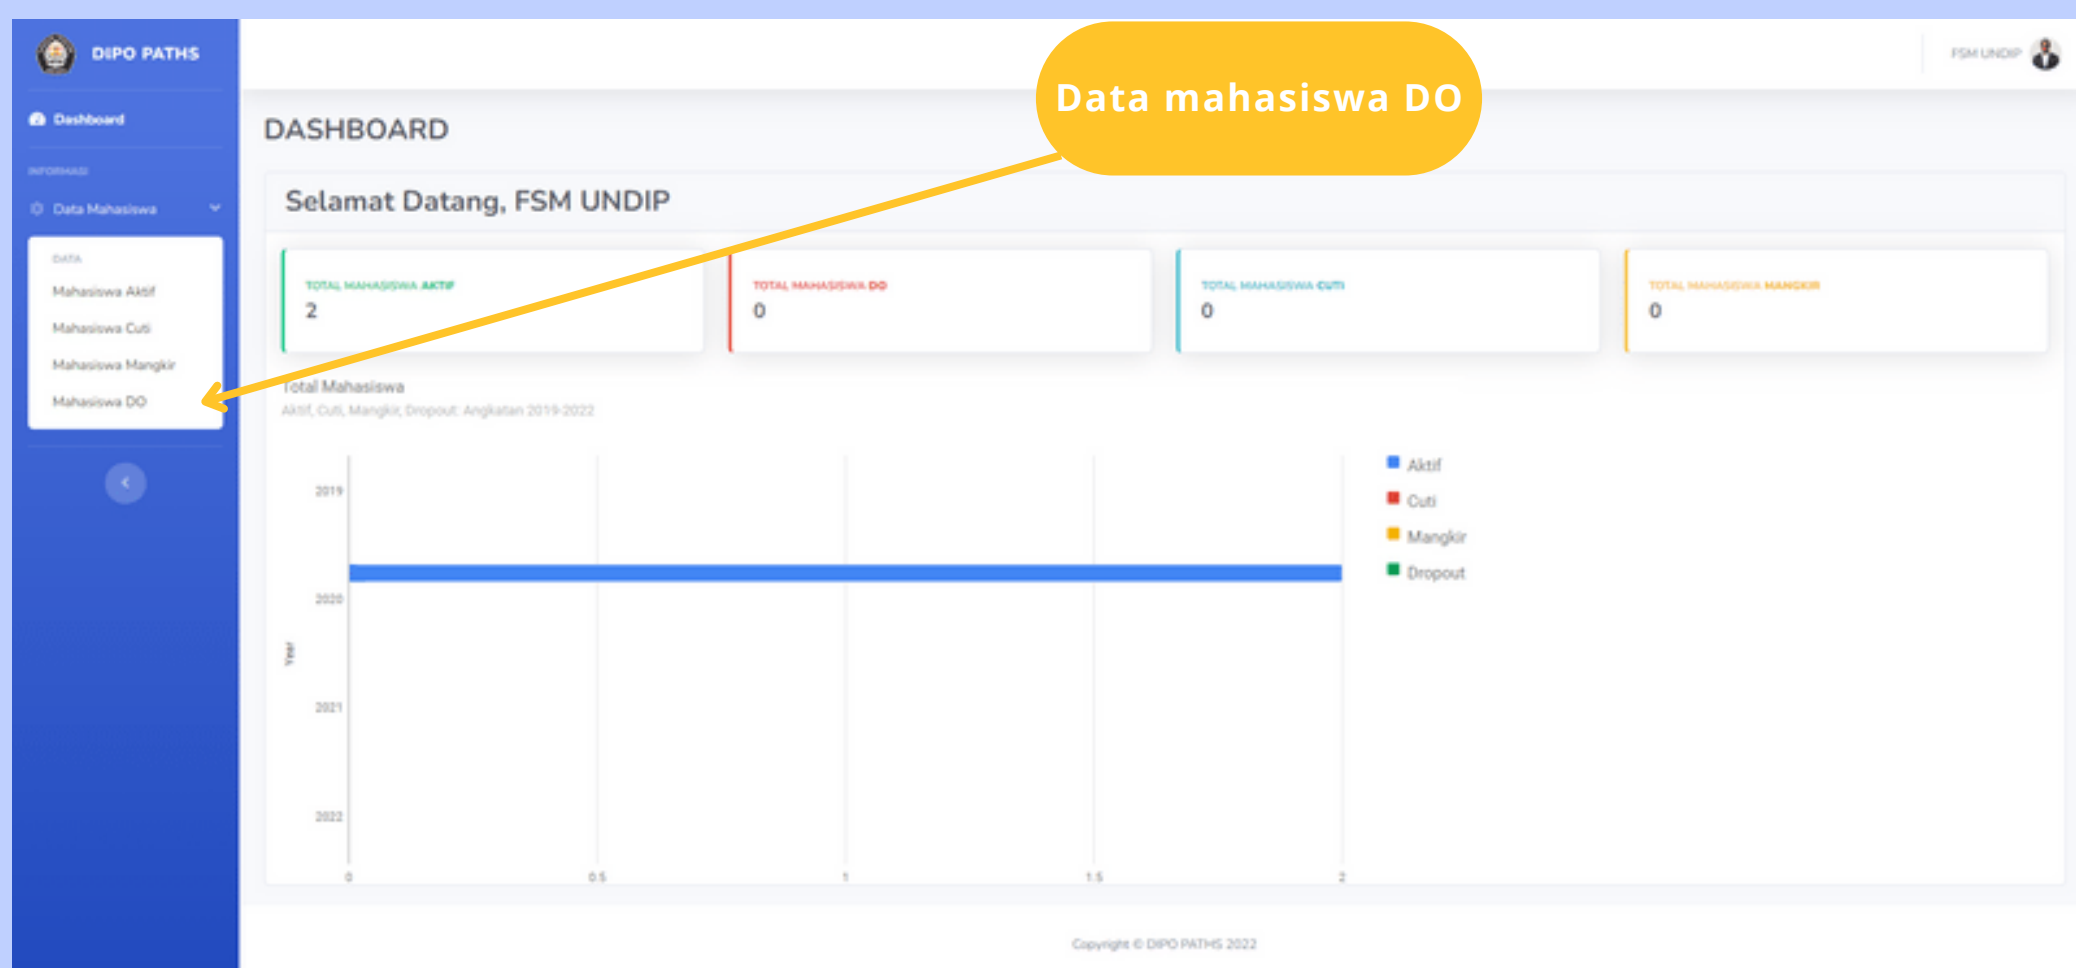 DIPO PATHS
FSM UNDIP
Data mahasiswa DO
Dashboard
DASHBOARD
INFORMASI
Data Mahasiswa
Selamat Datang, FSM UNDIP
DATA
Mahasiswa Aktif
Mahasiswa Cuti
Mahasiswa Mangkir
Mahasiswa DO
TOTAL MAHASISWA AKTIF
2
TOTAL MAHASISWA DO
0
TOTAL MAHASISWA CUTI
0
TOTAL MAHASISWA MANGKIR
0
Total Mahasiswa
Aktif, Cuti, Mangkir, Dropout: Angkatan 2019-2022
2019
2020
Year
2021
2022
0
0.5
1
1.5
2
Aktif
Cuti
Mangkir
Dropout
Copyright © DIPO PATHS 2022